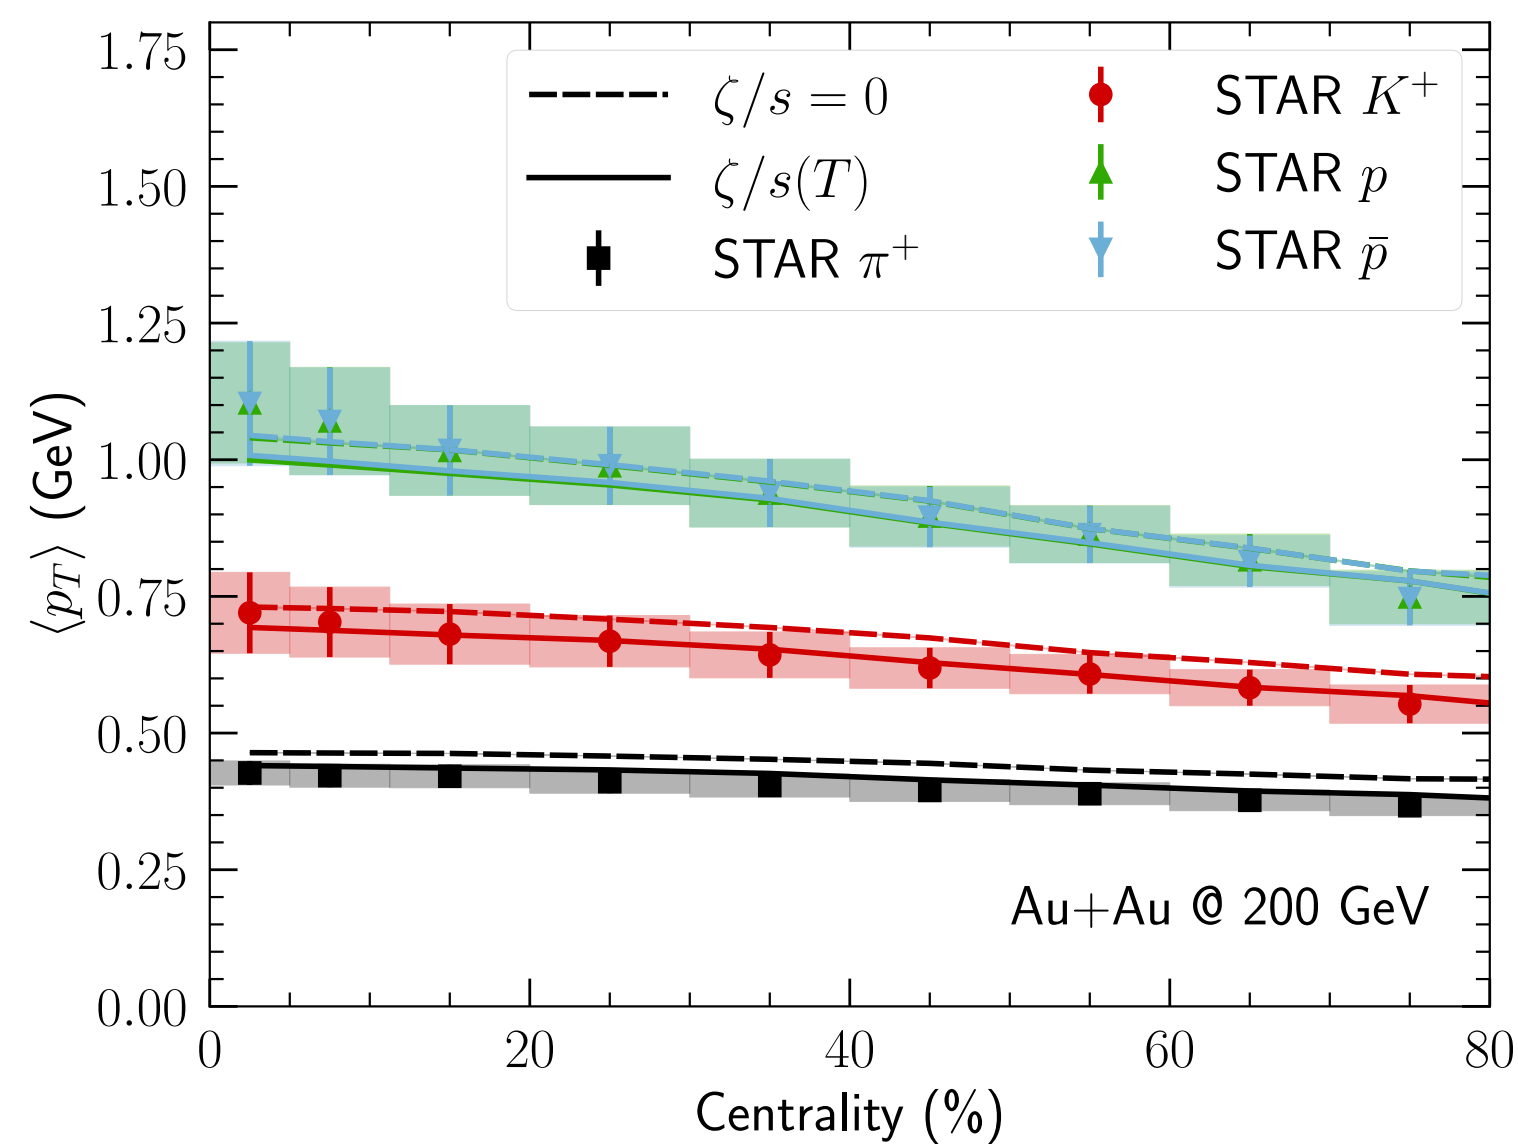 1.75
1.50
1.25
1.00
0.75
0.50
0.25
0.00
⟨p_T⟩ (GeV)
ζ/s = 0
ζ/s(T)
STAR π⁺
STAR K⁺
STAR p
STAR p̄
Au+Au @ 200 GeV
0 20 40 60 80
Centrality (%)